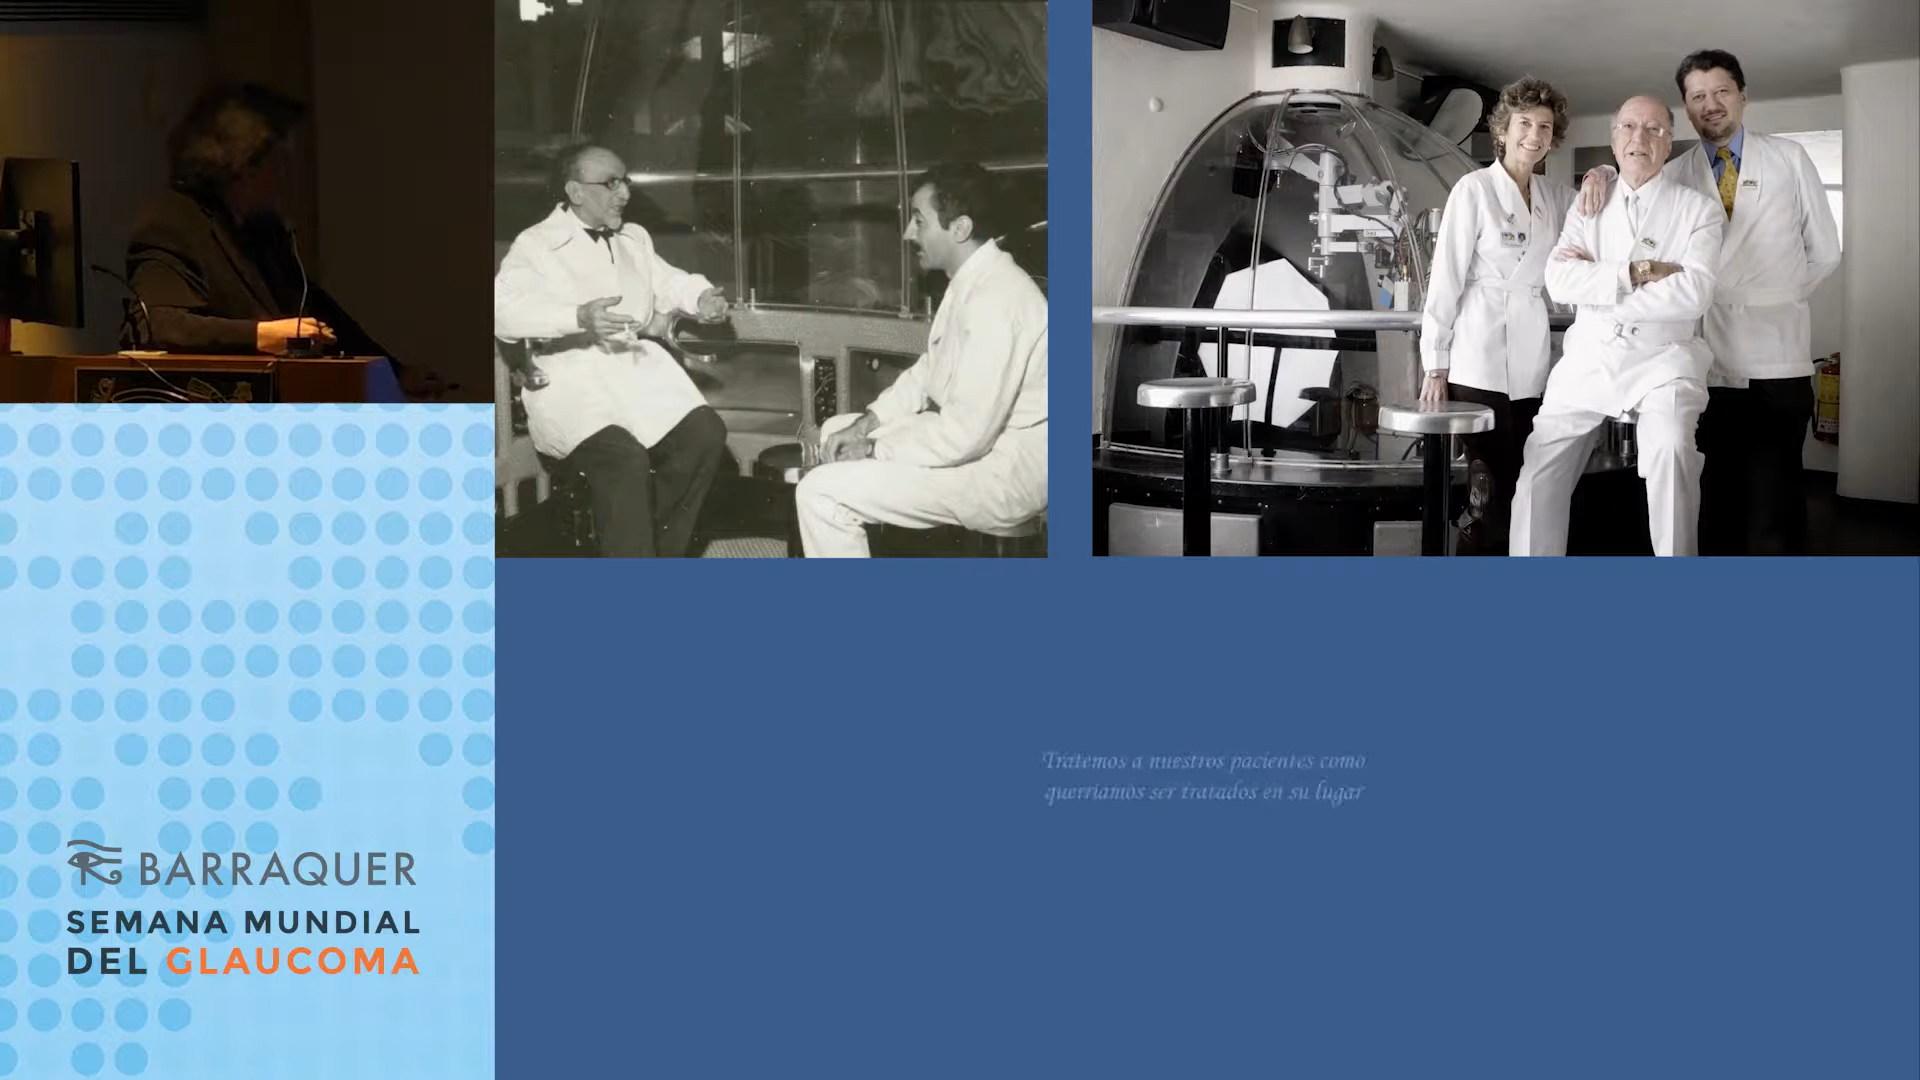 Tratemos a nuestros pacientes como
querríamos ser tratados en su lugar
BARRAQUER
SEMANA MUNDIAL
DEL GLAUCOMA